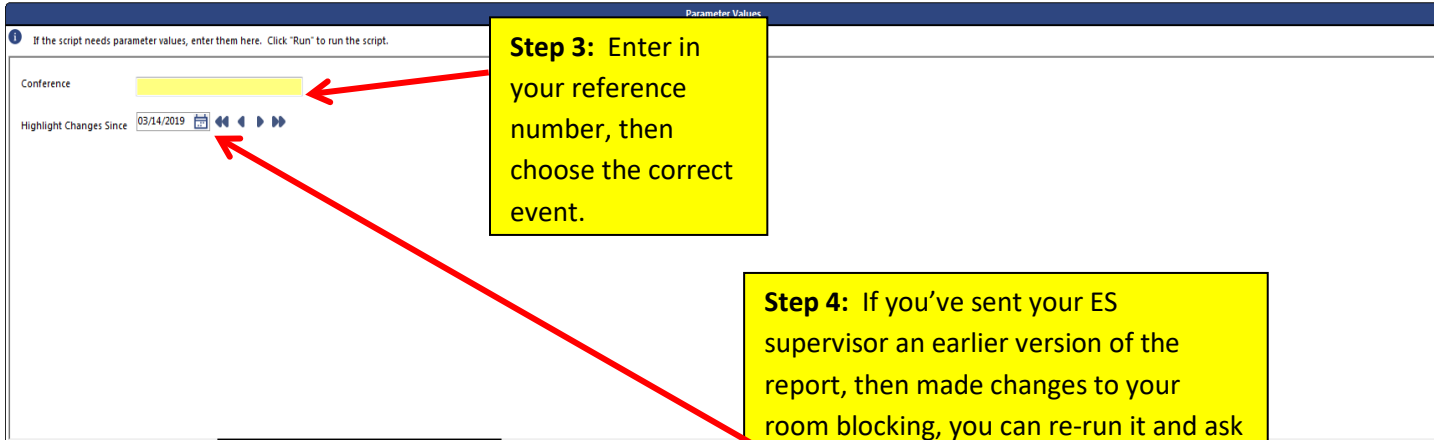 Parameter Values
If the script needs parameter values, enter them here. Click "Run" to run the script.
Conference
Highlight Changes Since 03/14/2019
Step 3: Enter in
your reference
number, then
choose the correct
event.
Step 4: If you’ve sent your ES
supervisor an earlier version of the
report, then made changes to your
room blocking, you can re-run it and ask